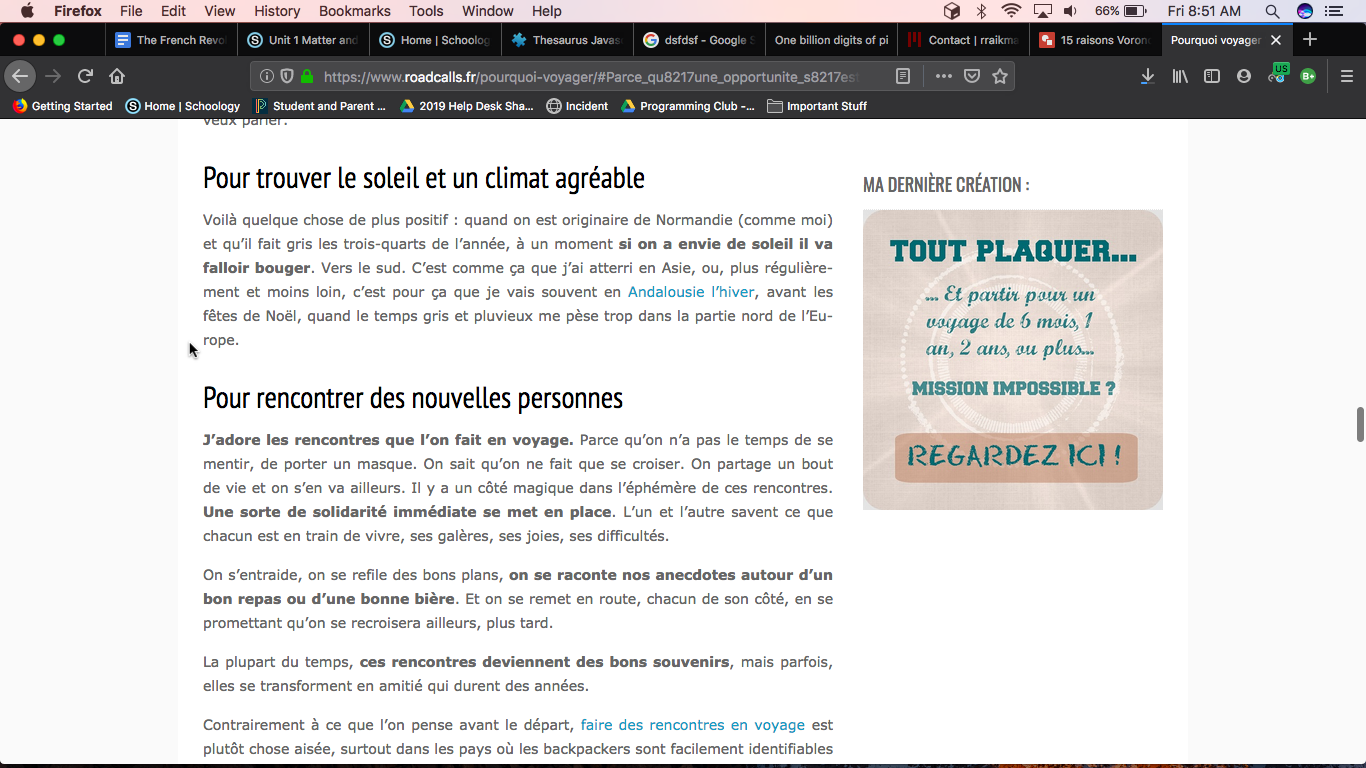 Firefox File Edit View History Bookmarks Tools Window Help 66% Fri 8:51 AM
The French Revol Unit 1 Matter and Home | Schoolog Thesaurus Javasc dsfdsf - Google S One billion digits of pi Contact | rraikma 15 raisons Voron Pourquoi voyager
https://www.roadcalls.fr/pourquoi-voyager/#Parce_qu8217une_opportunite_s8217est US B+
Getting Started Home | Schoology Student and Parent ... 2019 Help Desk Sha... Incident Programming Club -... Important Stuff
veux parler.
Pour trouver le soleil et un climat agréable
Voilà quelque chose de plus positif : quand on est originaire de Normandie (comme moi)
et qu’il fait gris les trois-quarts de l’année, à un moment si on a envie de soleil il va
falloir bouger. Vers le sud. C’est comme ça que j’ai atterri en Asie, ou, plus régulière-
ment et moins loin, c’est pour ça que je vais souvent en Andalousie l’hiver, avant les
fêtes de Noël, quand le temps gris et pluvieux me pèse trop dans la partie nord de l’Eu-
rope.
Pour rencontrer des nouvelles personnes
J’adore les rencontres que l’on fait en voyage. Parce qu’on n’a pas le temps de se
mentir, de porter un masque. On sait qu’on ne fait que se croiser. On partage un bout
de vie et on s’en va ailleurs. Il y a un côté magique dans l’éphémère de ces rencontres.
Une sorte de solidarité immédiate se met en place. L’un et l’autre savent ce que
chacun est en train de vivre, ses galères, ses joies, ses difficultés.
On s’entraide, on se refile des bons plans, on se raconte nos anecdotes autour d’un
bon repas ou d’une bonne bière. Et on se remet en route, chacun de son côté, en se
promettant qu’on se recroisera ailleurs, plus tard.
La plupart du temps, ces rencontres deviennent des bons souvenirs, mais parfois,
elles se transforment en amitié qui durent des années.
Contrairement à ce que l’on pense avant le départ, faire des rencontres en voyage est
plutôt chose aisée, surtout dans les pays où les backpackers sont facilement identifiables
MA DERNIÈRE CRÉATION :
TOUT PLAQUER...
... Et partir pour un
voyage de 6 mois, 1
an, 2 ans, ou plus...
MISSION IMPOSSIBLE ?
REGARDEZ ICI !